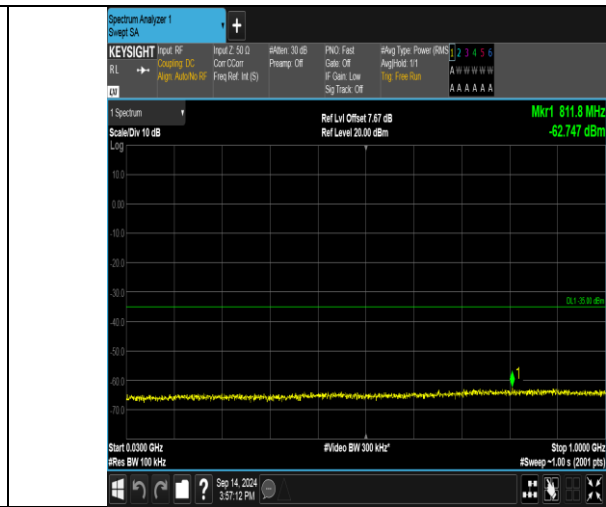 Spectrum Analyzer 1
Swept SA
+
KEYSIGHT Input: RF Input Z: 50 Ω #Atten: 30 dB PNO: Fast #Avg Type: Power (RMS 1 2 3 4 5 6
RL Coupling: DC Corr CCorr Preamp: Off Gate: Off Avg|Hold: 1/1 A W W W W W
Align: Auto/No RF Freq Ref: Int (S) IF Gain: Low Trig: Free Run
LXI Sig Track: Off A A A A A A
1 Spectrum Ref Lvl Offset 7.67 dB Mkr1 811.8 MHz
Scale/Div 10 dB Ref Level 20.00 dBm -62.747 dBm
Log
10.0
0.00
-10.0
-20.0
-30.0
DL1 -35.00 dBm
-40.0
-50.0
1
-60.0
-70.0
Start 0.0300 GHz #Video BW 300 kHz* Stop 1.0000 GHz
#Res BW 100 kHz #Sweep ~1.00 s (2001 pts)
? Sep 14, 2024
3:57:12 PM